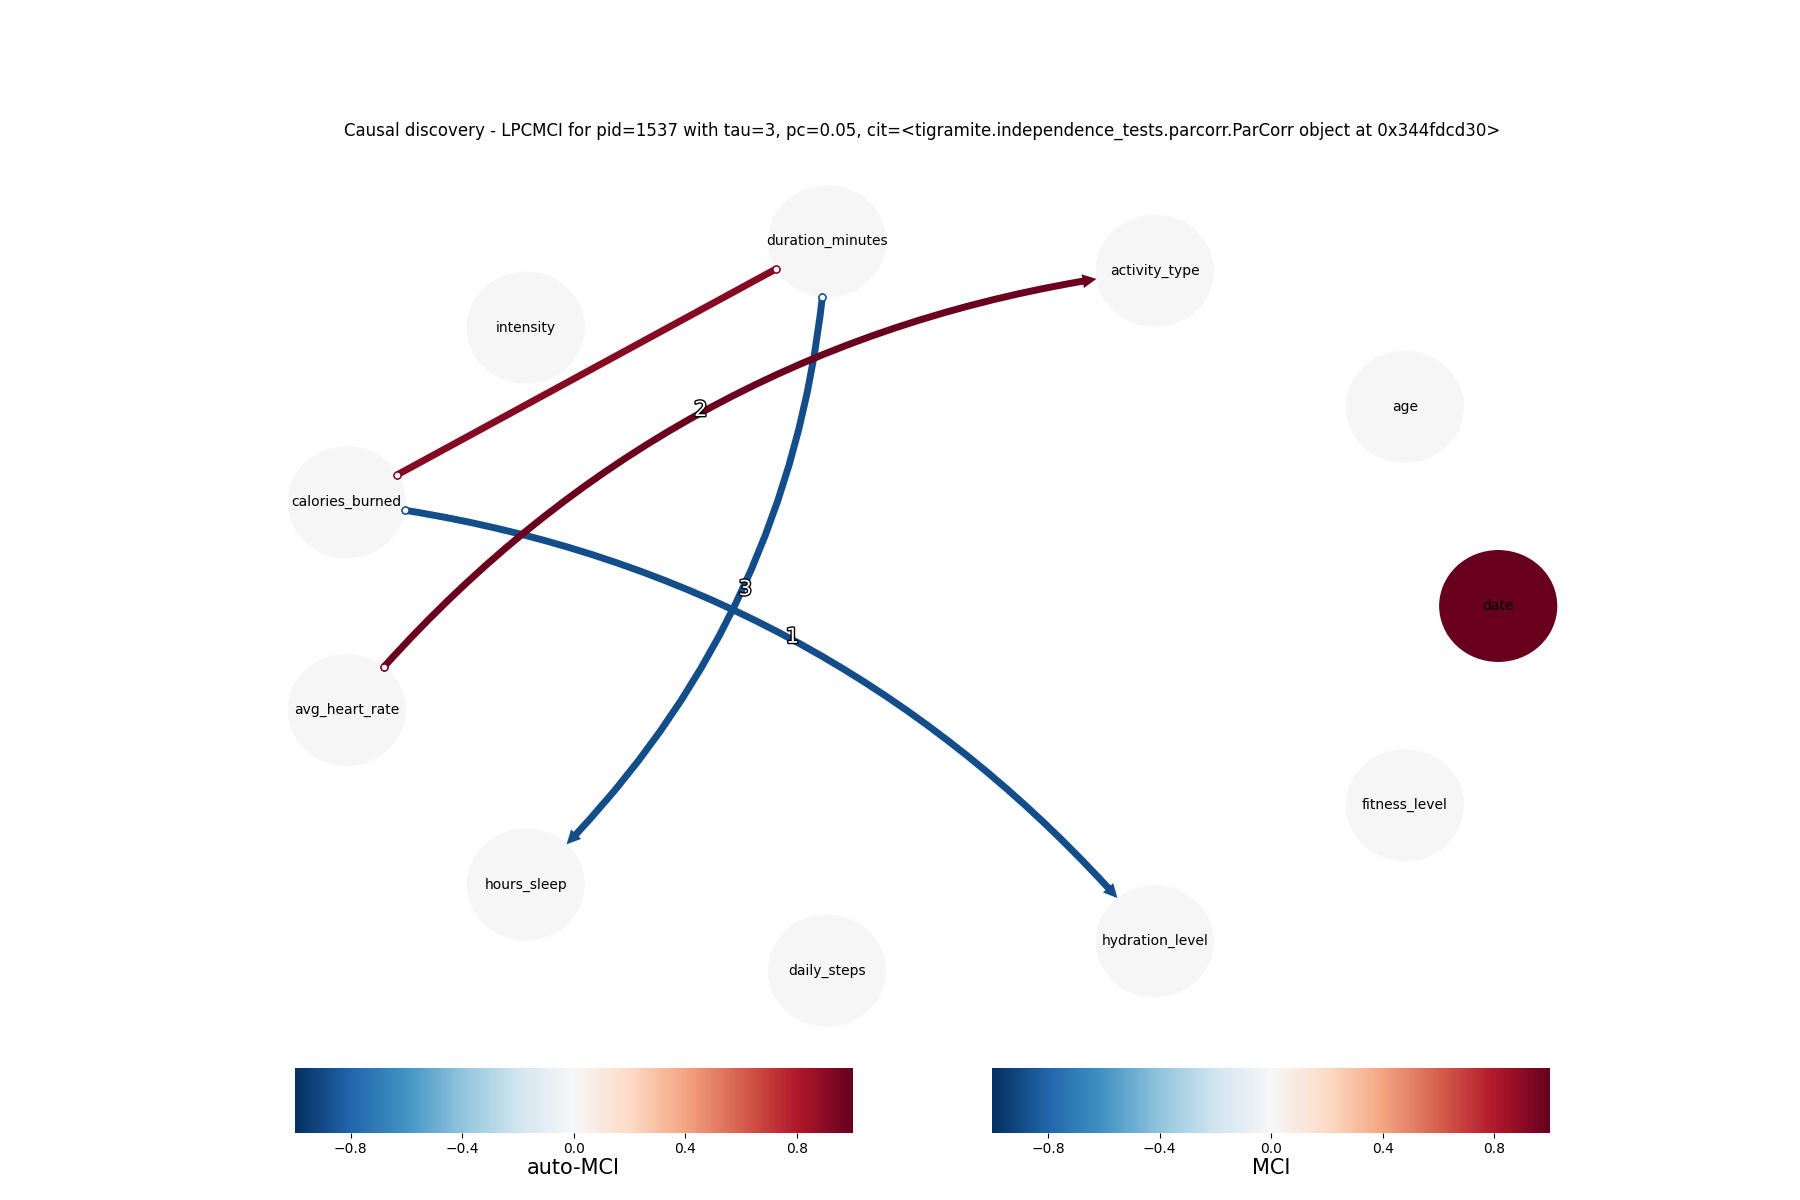 Causal discovery - LPCMCI for pid=1537 with tau=3, pc=0.05, cit=<tigramite.independence_tests.parcorr.ParCorr object at 0x344fdcd30>
duration_minutes
activity_type
intensity
age
2
calories_burned
3
date
1
avg_heart_rate
fitness_level
hours_sleep
hydration_level
daily_steps
−0.8 −0.4 0.0 0.4 0.8
auto-MCI
−0.8 −0.4 0.0 0.4 0.8
MCI